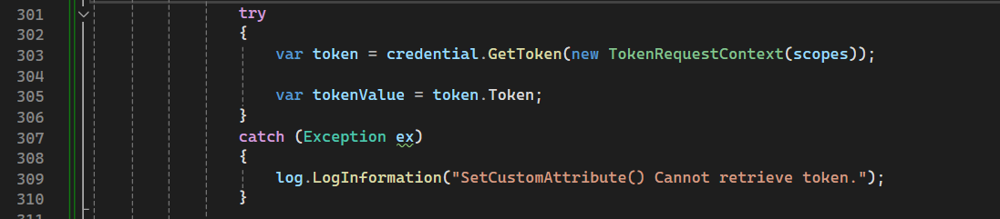 301 try
302 {
303 var token = credential.GetToken(new TokenRequestContext(scopes));
304
305 var tokenValue = token.Token;
306 }
307 catch (Exception ex)
308 {
309 log.LogInformation("SetCustomAttribute() Cannot retrieve token.");
310 }
311